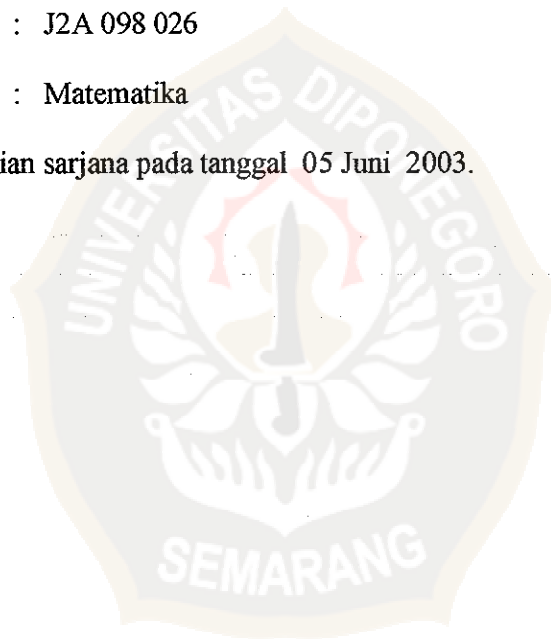 : J2A 098 026
: Matematika
ian sarjana pada tanggal 05 Juni 2003.
UNIVERSITAS DIPONEGORO
SEMARANG